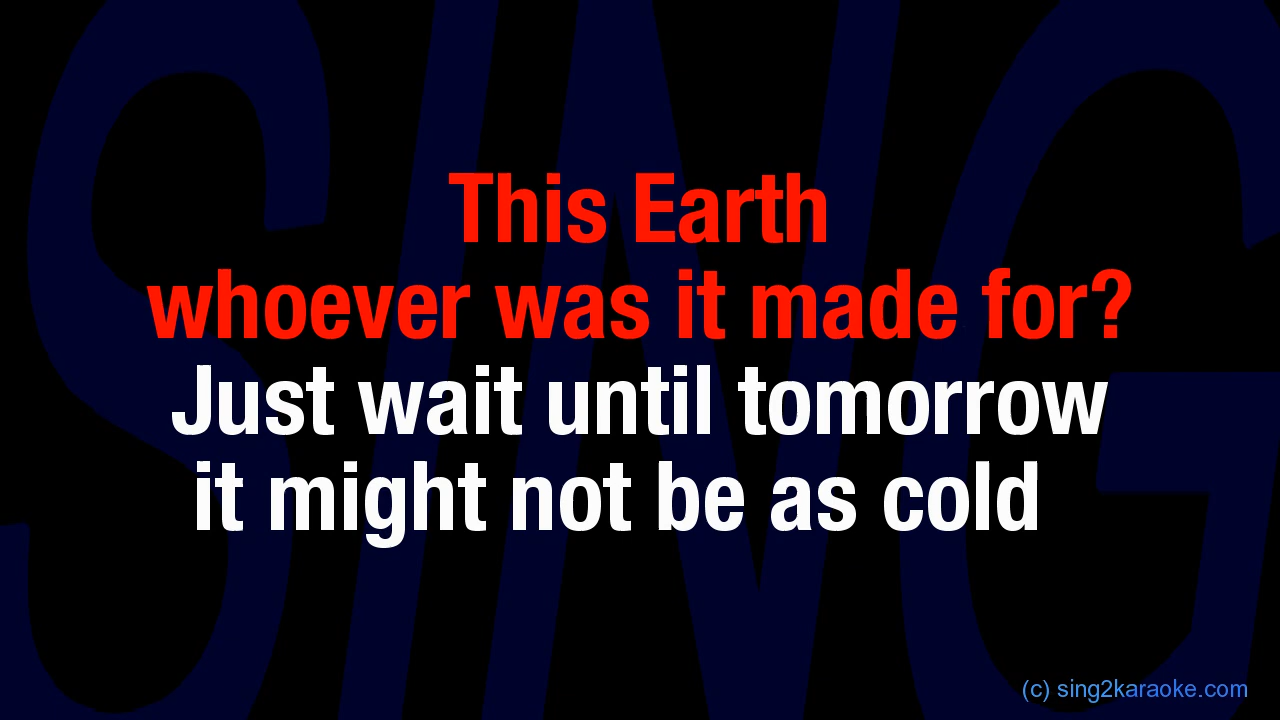 SING
This Earth
whoever was it made for?
Just wait until tomorrow
it might not be as cold
(c) sing2karaoke.com